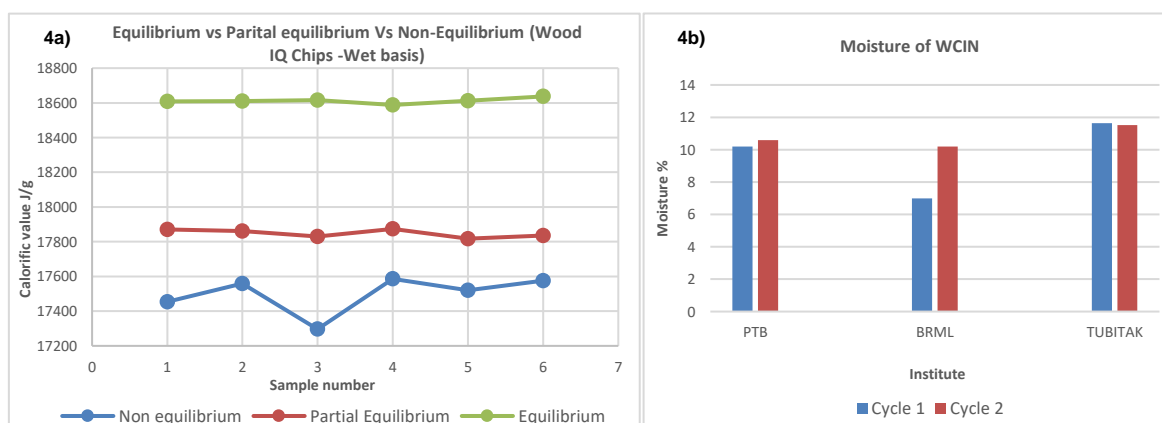 4a)
Equilibrium vs Parital equilibrium Vs Non-Equilibrium (Wood
IQ Chips -Wet basis)
Calorific value J/g
18800
18600
18400
18200
18000
17800
17600
17400
17200
0 1 2 3 4 5 6 7
Sample number
Non equilibrium Partial Equilibrium Equilibrium
4b)
Moisture of WCIN
Moisture %
14
12
10
8
6
4
2
0
PTB BRML TUBITAK
Institute
Cycle 1 Cycle 2